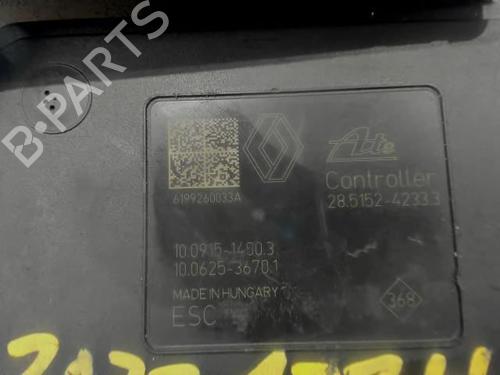 B-PARTS
Ate
Controller
28.5152-4233.3
6199260033A
10.0915-1450.3
10.0625-3670.1
MADE IN HUNGARY
ESC
368